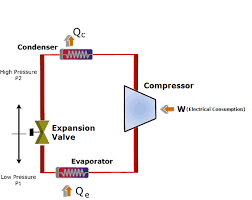 Qc
Condenser
High Pressure
P2
Compressor
W (Electrical Consumption)
Expansion
Valve
Evaporator
Low Pressure
P1
Qe